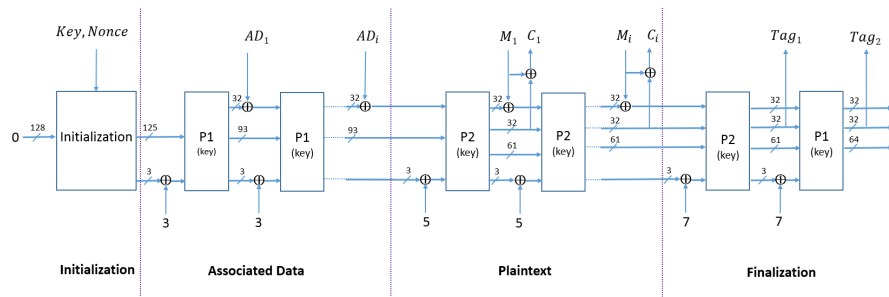 Key, Nonce
AD₁
ADᵢ
M₁ C₁
Mᵢ Cᵢ
Tag₁
Tag₂
32 32 32 32 32 32
0 128 Initialization 125 P1 (key) 93 P1 (key) 93 P2 (key) 32 P2 (key) 32 P2 (key) 32 P1 (key) 32
61 61 61 64
3 3 3 3 3 3 3
3 3 5 5 7 7
Initialization Associated Data Plaintext Finalization